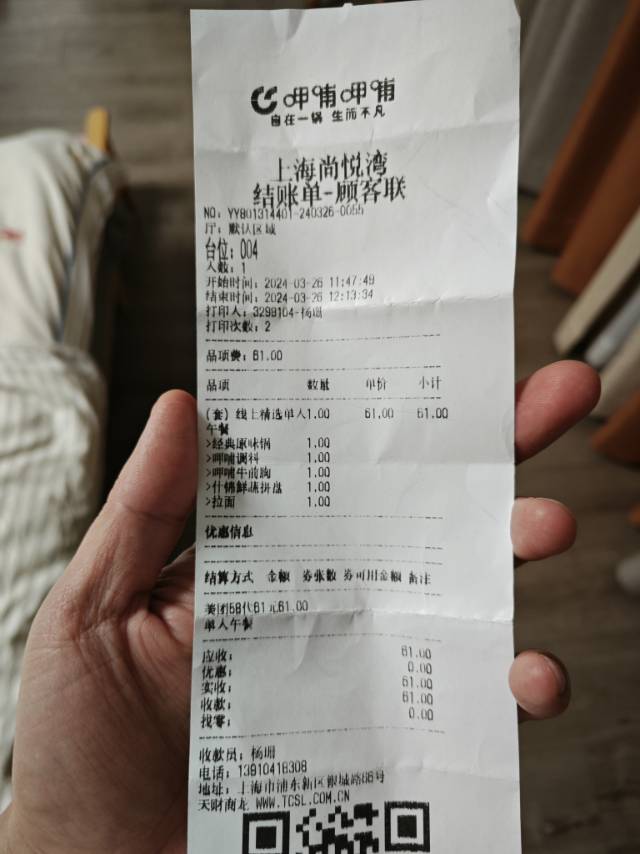 呷哺呷哺
自在一锅 生而不凡
上海尚悦湾
结账单-顾客联
NO: YY801314401-240326-0055
厅: 默认区域
台位: 004
人数: 1
开始时间: 2024-03-26 11:47:49
结束时间: 2024-03-26 12:13:34
打印人: 3299104-杨珊
打印次数: 2
品项费: 61.00
品项 数量 单价 小计
(套) 线上精选单人1.00 61.00 61.00
午餐
>经典原味锅 1.00
>呷哺调料 1.00
>呷哺牛前胸 1.00
>什锦鲜蔬拼盘 1.00
>拉面 1.00
优惠信息
结算方式 金额 券张数 券可用金额 备注
美团58代61元61.00
单人午餐
应收: 61.00
优惠: 0.00
实收: 61.00
收款: 61.00
找零: 0.00
收款员: 杨珊
电话: 13910418308
地址: 上海市浦东新区银城路88号
天财商龙 WWW.TCSL.COM.CN